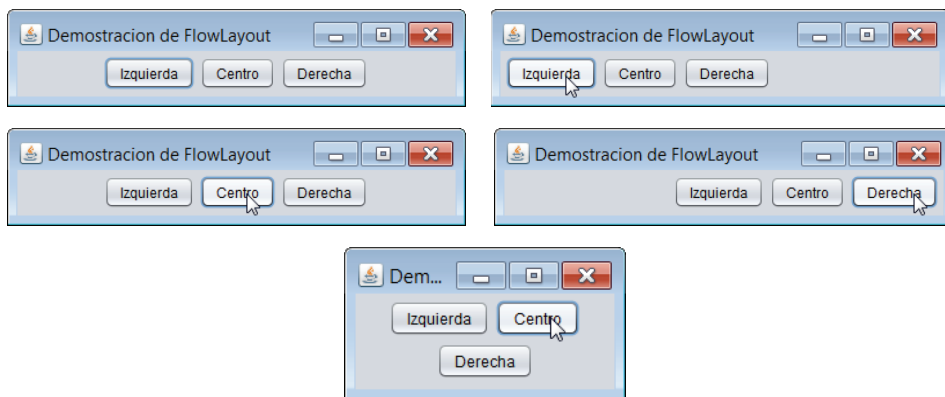 Demostracion de FlowLayout
Izquierda Centro Derecha
Demostracion de FlowLayout
Izquierda Centro Derecha
Demostracion de FlowLayout
Izquierda Centro Derecha
Demostracion de FlowLayout
Izquierda Centro Derecha
Dem...
Izquierda Centro
Derecha